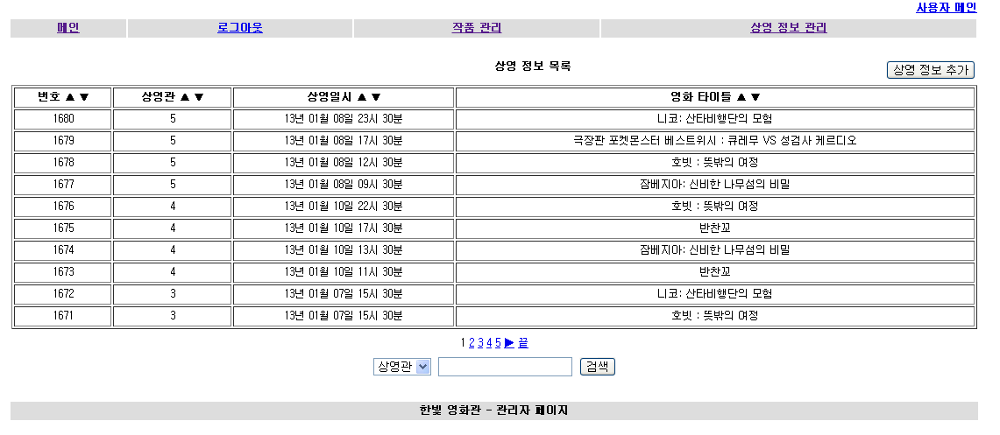 사용자 메인
메인 로그아웃 작품 관리 상영 정보 관리
상영 정보 목록
상영 정보 추가
번호 ▲ ▼ 상영관 ▲ ▼ 상영일시 ▲ ▼ 영화 타이틀 ▲ ▼
1680 5 13년 01월 08일 23시 30분 니코: 산타비행단의 모험
1679 5 13년 01월 08일 17시 30분 극장판 포켓몬스터 베스트위시 : 큐레무 VS 성검사 케르디오
1678 5 13년 01월 08일 12시 30분 호빗 : 뜻밖의 여정
1677 5 13년 01월 08일 09시 30분 잠베지아: 신비한 나무섬의 비밀
1676 4 13년 01월 10일 22시 30분 호빗 : 뜻밖의 여정
1675 4 13년 01월 10일 17시 30분 반찬꼬
1674 4 13년 01월 10일 13시 30분 잠베지아: 신비한 나무섬의 비밀
1673 4 13년 01월 10일 11시 30분 반찬꼬
1672 3 13년 01월 07일 15시 30분 니코: 산타비행단의 모험
1671 3 13년 01월 07일 15시 30분 호빗 : 뜻밖의 여정
1 2 3 4 5 ▶ 끝
상영관 검색
한빛 영화관 - 관리자 페이지